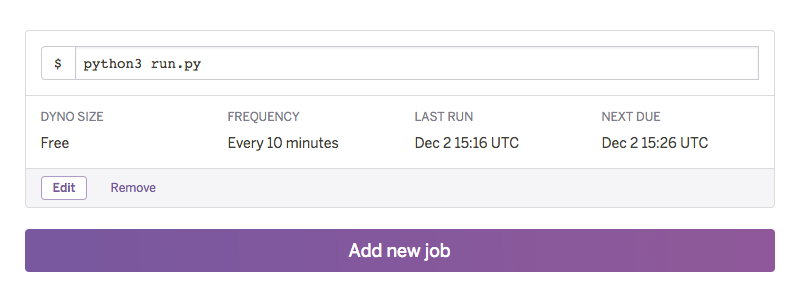 $ python3 run.py
DYNO SIZE FREQUENCY LAST RUN NEXT DUE
Free Every 10 minutes Dec 2 15:16 UTC Dec 2 15:26 UTC
Edit Remove
Add new job